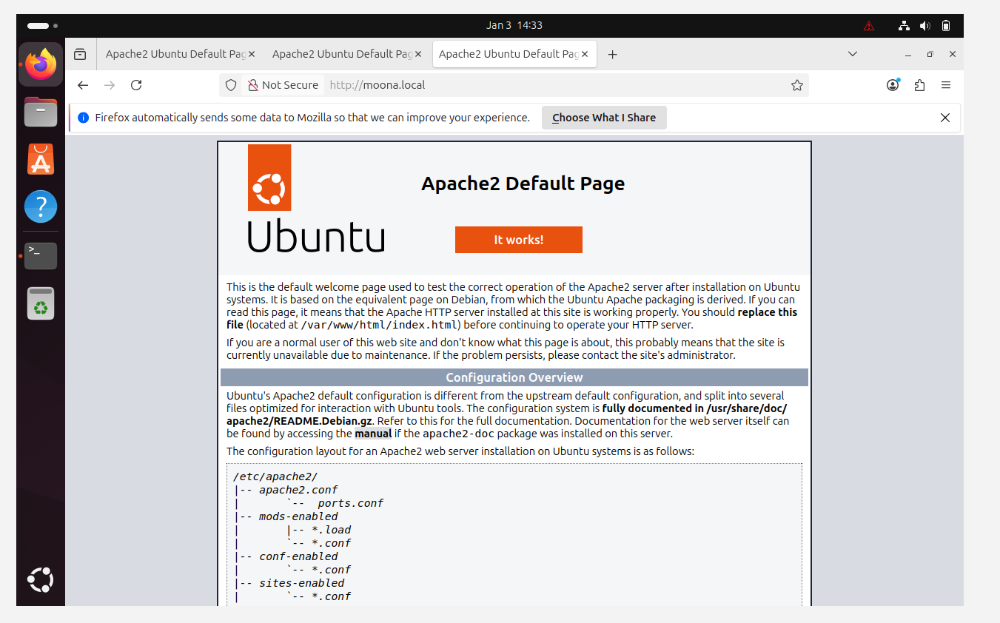 Jan 3 14:33
Apache2 Ubuntu Default Pag
Apache2 Ubuntu Default Pag
Apache2 Ubuntu Default Pag
Not Secure http://moona.local
Firefox automatically sends some data to Mozilla so that we can improve your experience. Choose What I Share
Apache2 Default Page
Ubuntu
It works!
This is the default welcome page used to test the correct operation of the Apache2 server after installation on Ubuntu
systems. It is based on the equivalent page on Debian, from which the Ubuntu Apache packaging is derived. If you can
read this page, it means that the Apache HTTP server installed at this site is working properly. You should replace this
file (located at /var/www/html/index.html) before continuing to operate your HTTP server.
If you are a normal user of this web site and don't know what this page is about, this probably means that the site is
currently unavailable due to maintenance. If the problem persists, please contact the site's administrator.
Configuration Overview
Ubuntu's Apache2 default configuration is different from the upstream default configuration, and split into several
files optimized for interaction with Ubuntu tools. The configuration system is fully documented in /usr/share/doc/
apache2/README.Debian.gz. Refer to this for the full documentation. Documentation for the web server itself can
be found by accessing the manual if the apache2-doc package was installed on this server.
The configuration layout for an Apache2 web server installation on Ubuntu systems is as follows:
/etc/apache2/
|-- apache2.conf
|       `--  ports.conf
|-- mods-enabled
|       |-- *.load
|       `-- *.conf
|-- conf-enabled
|       `-- *.conf
|-- sites-enabled
|       `-- *.conf